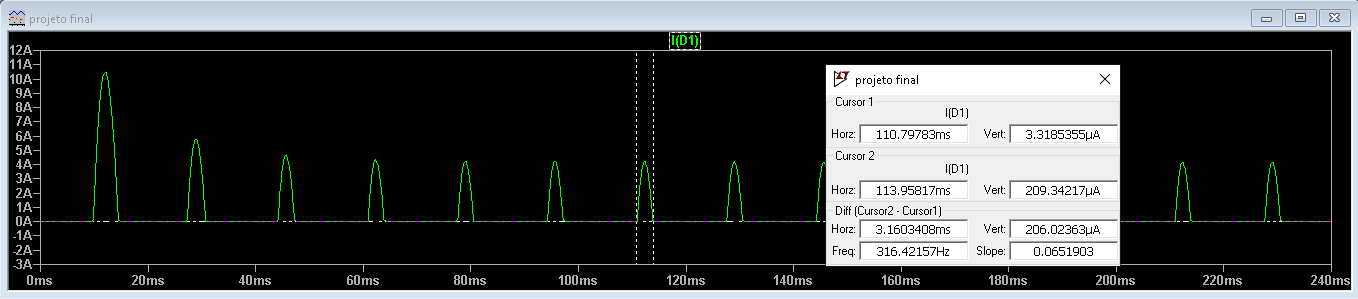 projeto final
I(D1)
12A
11A
10A
9A
8A
7A
6A
5A
4A
3A
2A
1A
0A
-1A
-2A
-3A
0ms 20ms 40ms 60ms 80ms 100ms 120ms 140ms 160ms 180ms 200ms 220ms 240ms
projeto final
Cursor 1
I(D1)
Horz: 110.79783ms Vert: 3.3185355µA
Cursor 2
I(D1)
Horz: 113.95817ms Vert: 209.34217µA
Diff (Cursor2 - Cursor1)
Horz: 3.1603408ms Vert: 206.02363µA
Freq: 316.42157Hz Slope: 0.0651903